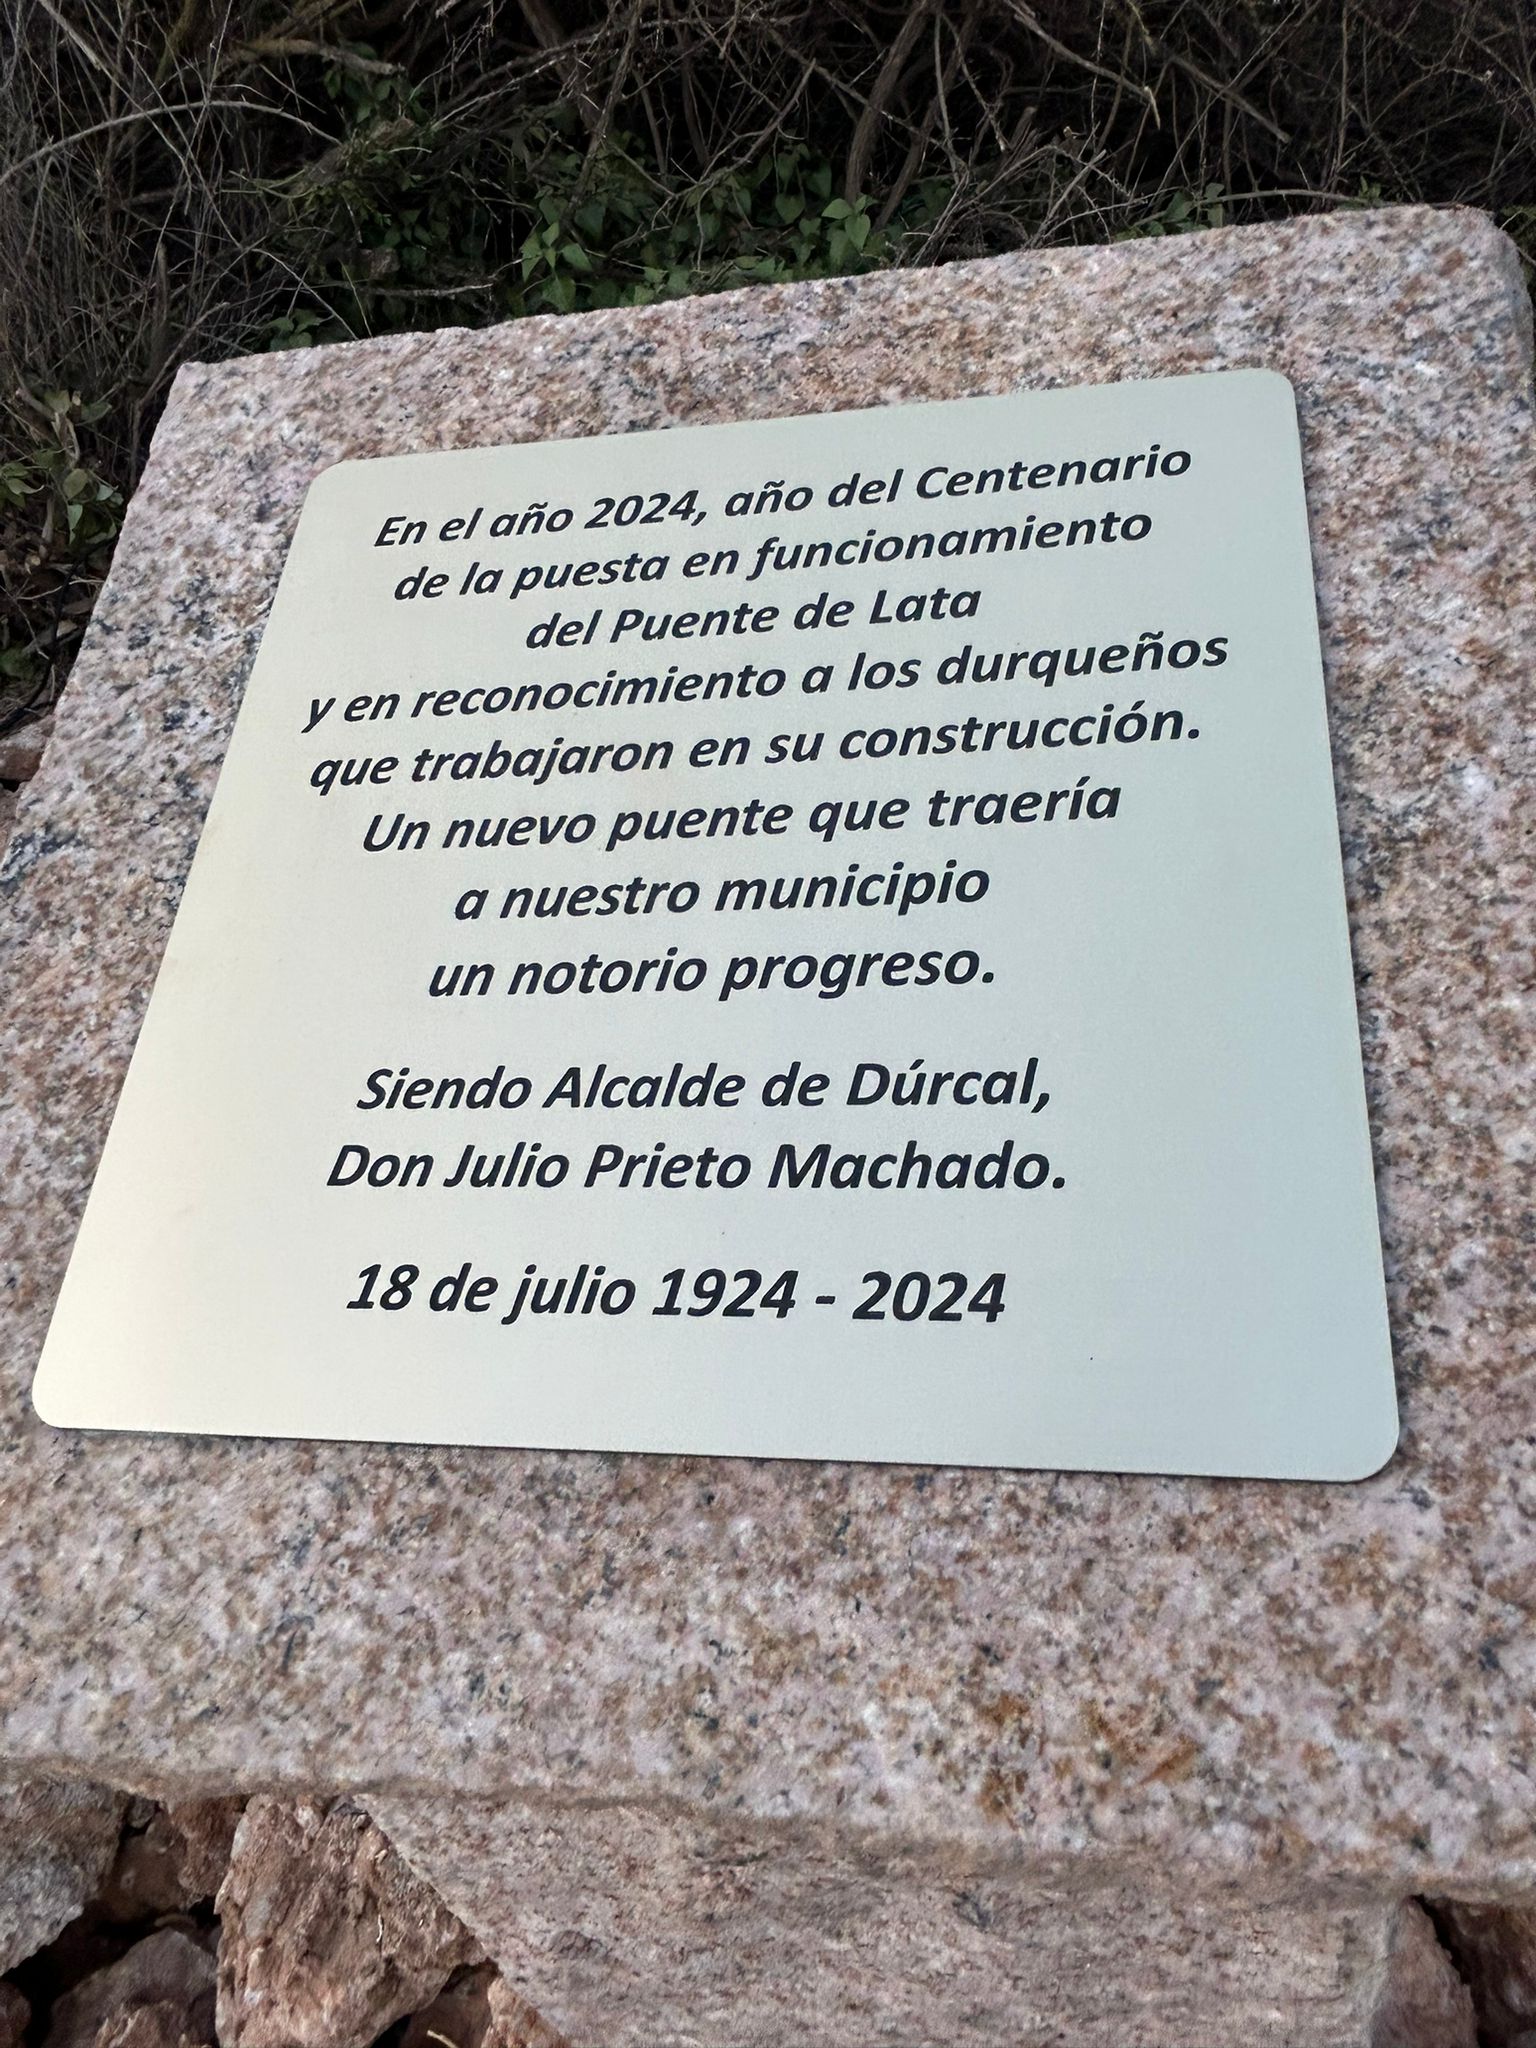 En el año 2024, año del Centenario
de la puesta en funcionamiento
del Puente de Lata
y en reconocimiento a los durqueños
que trabajaron en su construcción.
Un nuevo puente que traería
a nuestro municipio
un notorio progreso.
Siendo Alcalde de Dúrcal,
Don Julio Prieto Machado.
18 de julio 1924 - 2024